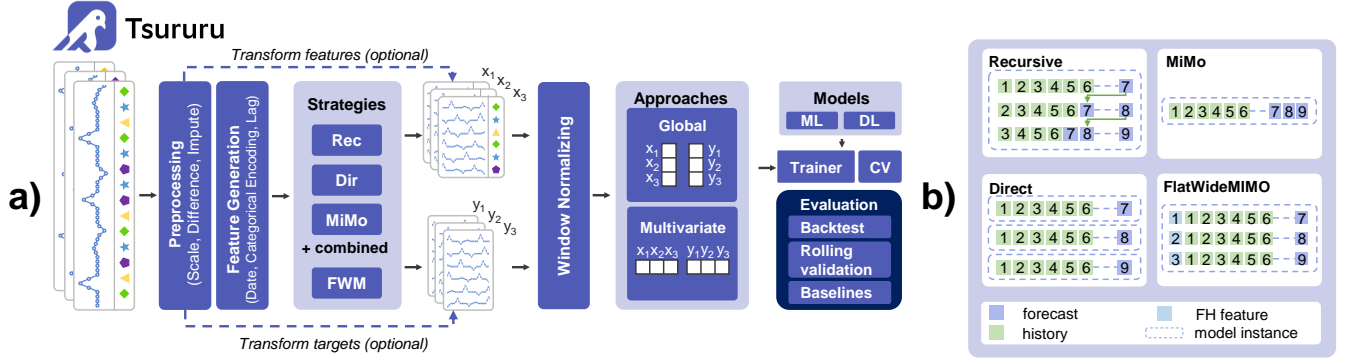 Tsururu
a)
Transform features (optional)
Preprocessing
(Scale, Difference, Impute)
Feature Generation
(Date, Categorical Encoding, Lag)
Strategies
Rec
Dir
MiMo
+ combined
FWM
x1
x2
x3
y1
y2
y3
Transform targets (optional)
Window Normalizing
Approaches
Global
x1 y1
x2 y2
x3 y3
Multivariate
x1x2x3 y1y2y3
Models
ML DL
Trainer CV
Evaluation
Backtest
Rolling
validation
Baselines
b)
Recursive
1 2 3 4 5 6 7
2 3 4 5 6 7 8
3 4 5 6 7 8 9
MiMo
1 2 3 4 5 6 7 8 9
Direct
1 2 3 4 5 6 7
1 2 3 4 5 6 8
1 2 3 4 5 6 9
FlatWideMIMO
1 1 2 3 4 5 6 7
2 1 2 3 4 5 6 8
3 1 2 3 4 5 6 9
forecast
FH feature
history
model instance